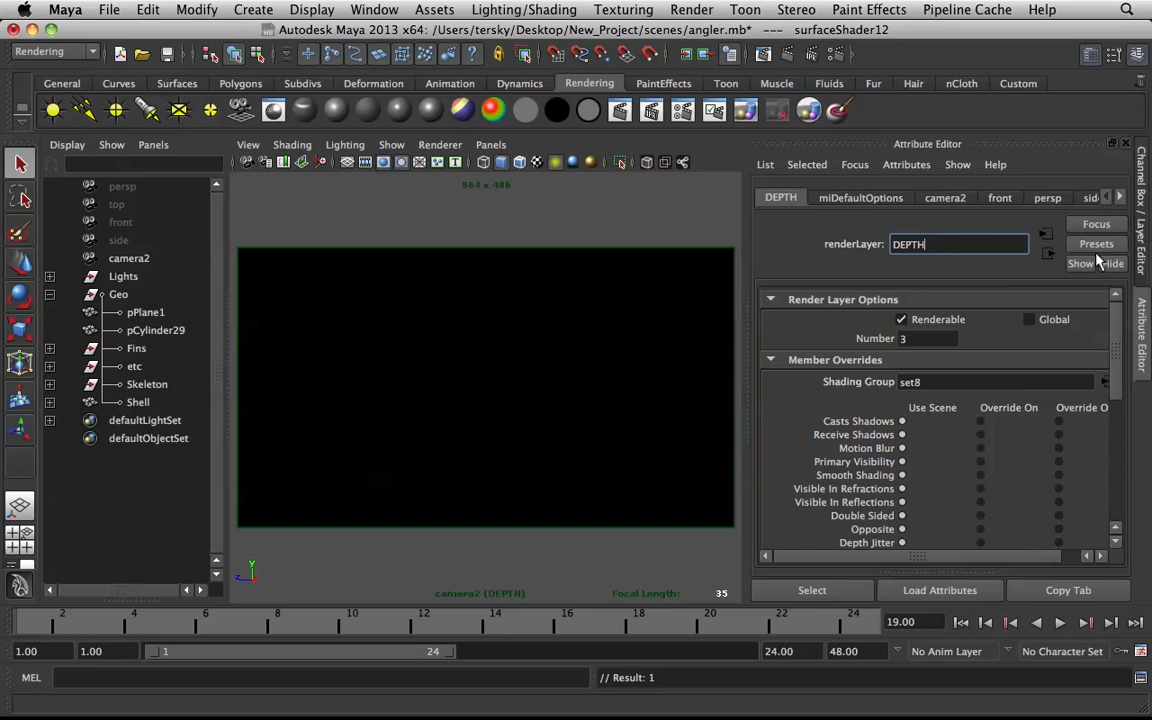 Maya File Edit Modify Create Display Window Assets Lighting/Shading Texturing Render Toon Stereo Paint Effects Pipeline Cache Help
Autodesk Maya 2013 x64: /Users/tersky/Desktop/New_Project/scenes/angler.mb* --- surfaceShader12
Rendering
General Curves Surfaces Polygons Subdivs Deformation Animation Dynamics Rendering PaintEffects Toon Muscle Fluids Fur Hair nCloth Custom
Display Show Panels
View Shading Lighting Show Renderer Panels
Attribute Editor
List Selected Focus Attributes Show Help
persp
top
front
side
camera2
Lights
Geo
pPlane1
pCylinder29
Fins
etc
Skeleton
Shell
defaultLightSet
defaultObjectSet
864 x 486
camera2 (DEPTH)
Focal Length: 35
y
z
DEPTH miDefaultOptions camera2 front persp sid
renderLayer: DEPTH
Focus
Presets
Show Hide
Render Layer Options
Renderable Global
Number 3
Member Overrides
Shading Group set8
Use Scene Override On Override O
Casts Shadows
Receive Shadows
Motion Blur
Primary Visibility
Smooth Shading
Visible In Refractions
Visible In Reflections
Double Sided
Opposite
Depth Jitter
Select Load Attributes Copy Tab
Channel Box / Layer Editor
Attribute Editor
2 4 6 8 10 12 14 16 18 20 22 24
19.00
1.00 1.00 1 24 24.00 48.00 No Anim Layer No Character Set
MEL // Result: 1